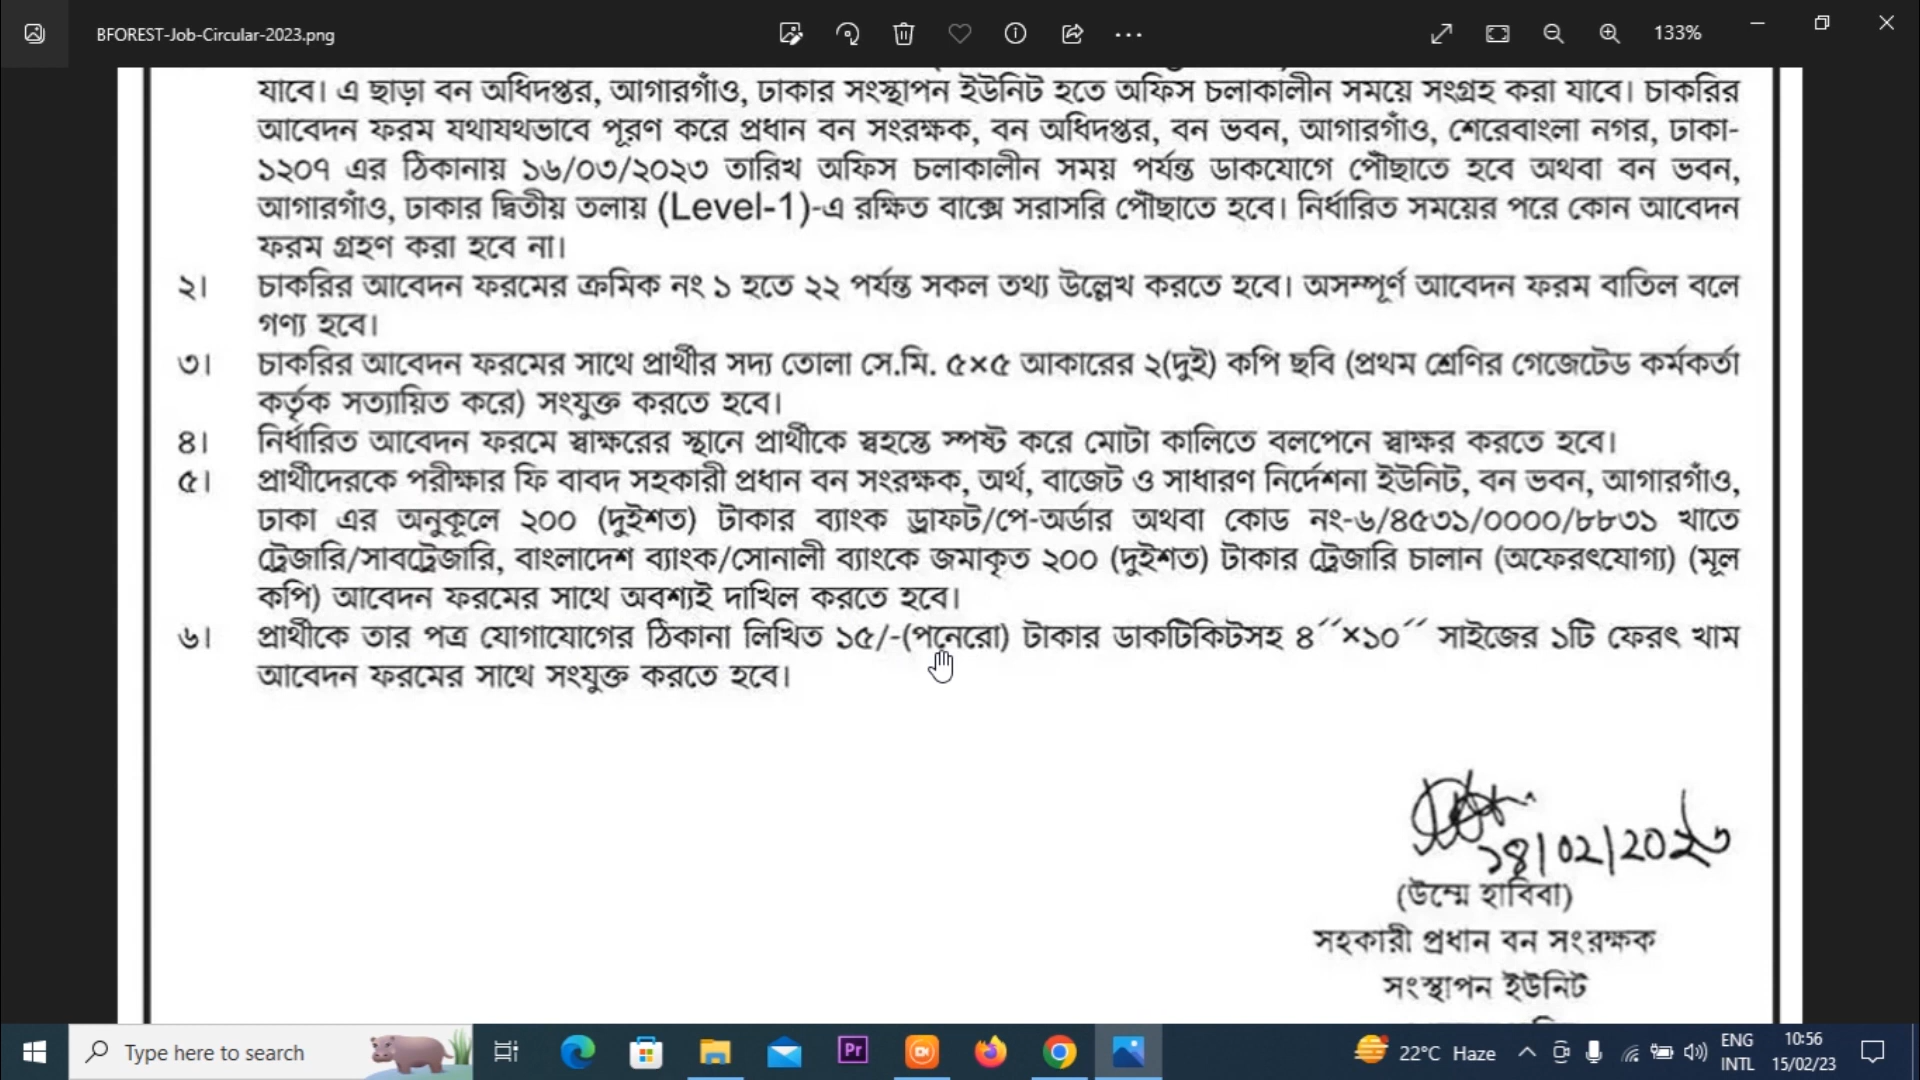 BFOREST-Job-Circular-2023.png
133%
যাবে। এ ছাড়া বন অধিদপ্তর, আগারগাঁও, ঢাকার সংস্থাপন ইউনিট হতে অফিস চলাকালীন সময়ে সংগ্রহ করা যাবে। চাকরির
আবেদন ফরম যথাযথভাবে পূরণ করে প্রধান বন সংরক্ষক, বন অধিদপ্তর, বন ভবন, আগারগাঁও, শেরেবাংলা নগর, ঢাকা-
১২০৭ এর ঠিকানায় ১৬/০৩/২০২৩ তারিখ অফিস চলাকালীন সময় পর্যন্ত ডাকযোগে পৌঁছাতে হবে অথবা বন ভবন,
আগারগাঁও, ঢাকার দ্বিতীয় তলায় (Level-1)-এ রক্ষিত বাক্সে সরাসরি পৌঁছাতে হবে। নির্ধারিত সময়ের পরে কোন আবেদন
ফরম গ্রহণ করা হবে না।
২। চাকরির আবেদন ফরমের ক্রমিক নং ১ হতে ২২ পর্যন্ত সকল তথ্য উল্লেখ করতে হবে। অসম্পূর্ণ আবেদন ফরম বাতিল বলে
গণ্য হবে।
৩। চাকরির আবেদন ফরমের সাথে প্রার্থীর সদ্য তোলা সে.মি. ৫×৫ আকারের ২(দুই) কপি ছবি (প্রথম শ্রেণির গেজেটেড কর্মকর্তা
কর্তৃক সত্যায়িত করে) সংযুক্ত করতে হবে।
৪। নির্ধারিত আবেদন ফরমে স্বাক্ষরের স্থানে প্রার্থীকে স্বহস্তে স্পষ্ট করে মোটা কালিতে বলপেনে স্বাক্ষর করতে হবে।
৫। প্রার্থীদেরকে পরীক্ষার ফি বাবদ সহকারী প্রধান বন সংরক্ষক, অর্থ, বাজেট ও সাধারণ নির্দেশনা ইউনিট, বন ভবন, আগারগাঁও,
ঢাকা এর অনুকূলে ২০০ (দুইশত) টাকার ব্যাংক ড্রাফট/পে-অর্ডার অথবা কোড নং-৬/৪৫৩১/০০০০/৮৮৩১ খাতে
ট্রেজারি/সাবট্রেজারি, বাংলাদেশ ব্যাংক/সোনালী ব্যাংকে জমাকৃত ২০০ (দুইশত) টাকার ট্রেজারি চালান (অফেরৎযোগ্য) (মূল
কপি) আবেদন ফরমের সাথে অবশ্যই দাখিল করতে হবে।
৬। প্রার্থীকে তার পত্র যোগাযোগের ঠিকানা লিখিত ১৫/-(পনেরো) টাকার ডাকটিকিটসহ ৪´´×১০´´ সাইজের ১টি ফেরৎ খাম
আবেদন ফরমের সাথে সংযুক্ত করতে হবে।
১৪/০২/২০২৩
(উম্মে হাবিবা)
সহকারী প্রধান বন সংরক্ষক
সংস্থাপন ইউনিট
Type here to search
Pr
22°C Haze
ENG
INTL
10:56
15/02/23